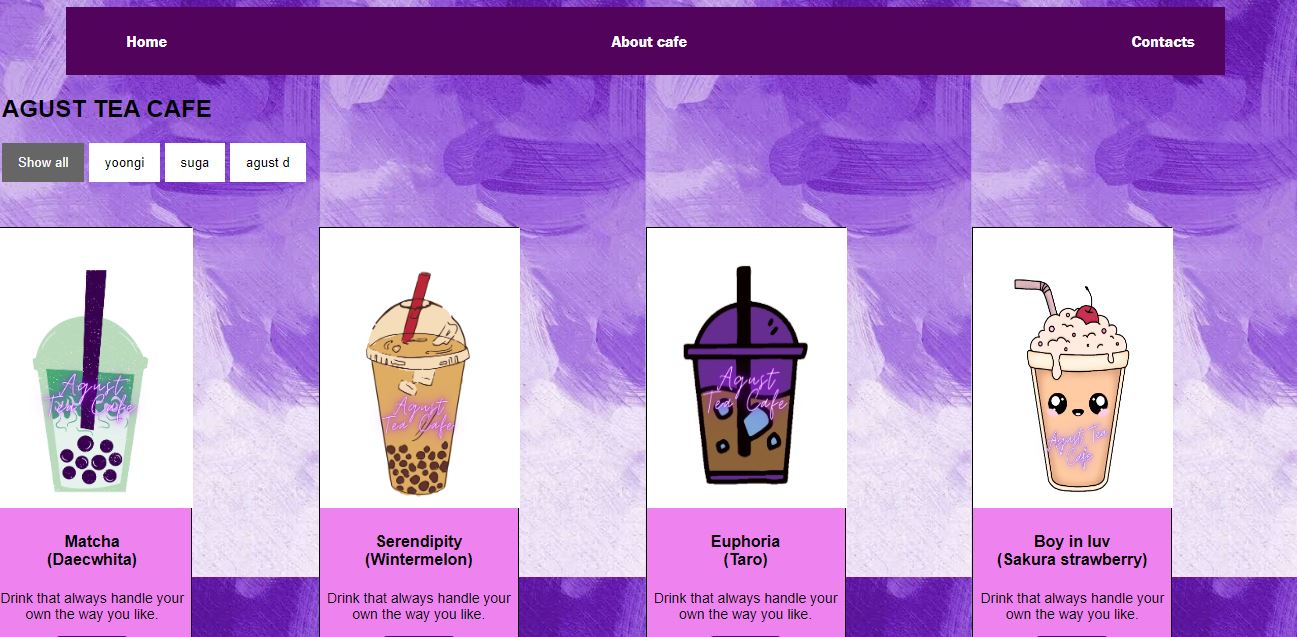 Home About cafe Contacts
AGUST TEA CAFE
Show all yoongi suga agust d
Agust
Tea Cafe
Agust
Tea Cafe
Agust
Tea Cafe
Agust Tea
Cafe
Matcha
(Daecwhita)
Drink that always handle your
own the way you like.
Serendipity
(Wintermelon)
Drink that always handle your
own the way you like.
Euphoria
(Taro)
Drink that always handle your
own the way you like.
Boy in luv
(Sakura strawberry)
Drink that always handle your
own the way you like.